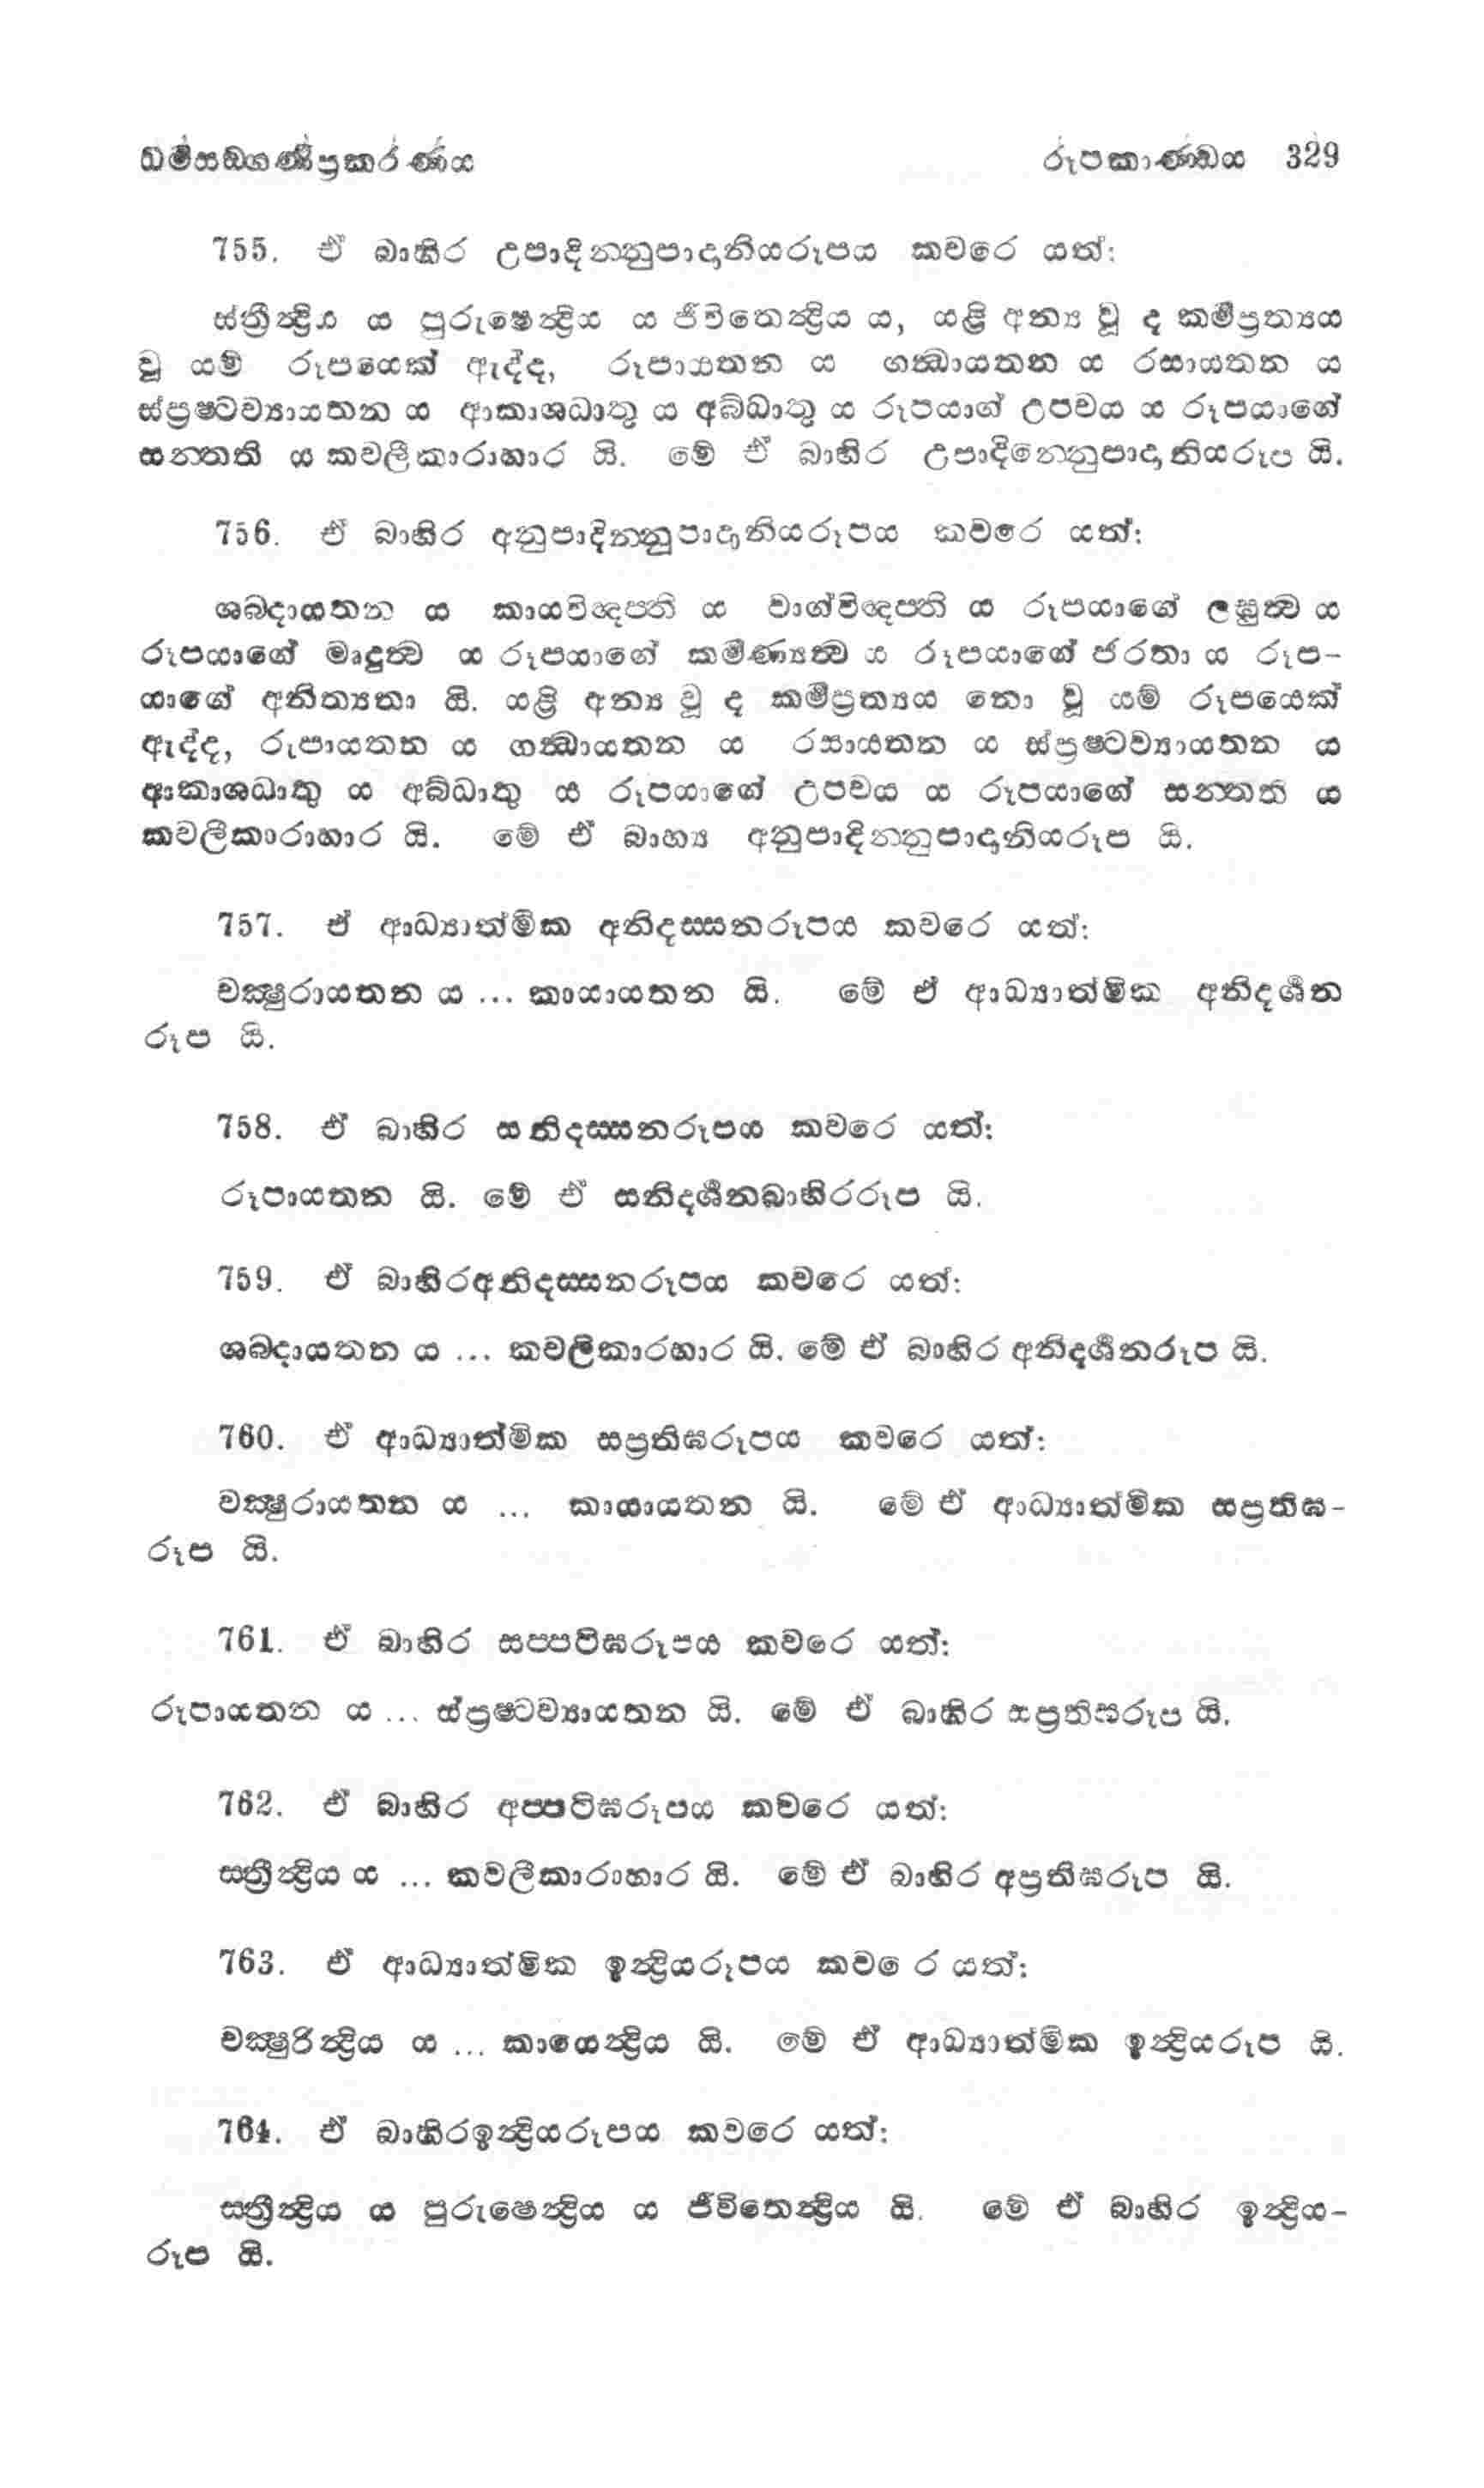 ධර්‍මසඞ්ගණීප්‍රකරණය රූපකාණ්ඩය 329
755. ඒ බාහිර උපාදින්නුපාදානියරූපය කවරෙ යත්:
ස්ත්‍රීන්‍ද්‍රිය ය පුරුෂෙන්‍ද්‍රිය ය ජීවිතෙන්‍ද්‍රිය ය, යළි අන්‍ය වූ ද කර්‍මප්‍රත්‍යය
වූ යම් රූපයෙක් ඇද්ද, රූපායතන ය ගන්‍ධායතන ය රසායතන ය
ස්ප්‍රෂ්ටව්‍යායතන ය ආකාශධාතු ය අබ්ධාතු ය රූපයාගේ උපචය ය රූපයාගේ
සන්තති ය කවලීකාරාහාර යි. මේ ඒ බාහිර උපාදින්නෙනුපාදානියරූප යි.
756. ඒ බාහිර අනුපාදින්නුපාදානියරූපය කවරෙ යත්:
ශබ්දායතන ය කායවිඥප්ති ය වාග්විඥප්ති ය රූපයාගේ ලඝුත්‍ව ය
රූපයාගේ මෘදුත්‍ව ය රූපයාගේ කර්‍මණ්‍යත්‍ව ය රූපයාගේ ජරතා ය රූප-
යාගේ අනිත්‍යතා යි. යළි අන්‍ය වූ ද කර්‍මප්‍රත්‍යය නො වූ යම් රූපයෙක්
ඇද්ද, රූපායතන ය ගන්‍ධායතන ය රසායතන ය ස්ප්‍රෂ්ටව්‍යායතන ය
ආකාශධාතු ය අබ්ධාතු ය රූපයාගේ උපචය ය රූපයාගේ සන්තති ය
කවලීකාරාහාර යි. මේ ඒ බාහ්‍ය අනුපාදින්නුපාදානියරූප යි.
757. ඒ ආධ්‍යාත්මික අනිදස්සනරූපය කවරෙ යත්:
චක්‍ෂුරායතන ය ... කායායතන යි. මේ ඒ ආධ්‍යාත්මික අනිදර්‍ශන
රූප යි.
758. ඒ බාහිර සනිදස්සනරූපය කවරෙ යත්:
රූපායතන යි. මේ ඒ සනිදර්‍ශනබාහිරරූප යි.
759. ඒ බාහිරඅනිදස්සනරූපය කවරෙ යත්:
ශබ්දායතන ය ... කවලීකාරහාර යි. මේ ඒ බාහිර අනිදර්‍ශනරූප යි.
760. ඒ ආධ්‍යාත්මික සප්‍රතිඝරූපය කවරෙ යත්:
චක්‍ෂුරායතන ය ... කායායතන යි. මේ ඒ ආධ්‍යාත්මික සප්‍රතිඝ-
රූප යි.
761. ඒ බාහිර සප්පටිඝරූපය කවරෙ යත්:
රූපායතන ය ... ස්ප්‍රෂ්ටව්‍යායතන යි. මේ ඒ බාහිර සප්‍රතිඝරූප යි.
762. ඒ බාහිර අප්පටිඝරූපය කවරෙ යත්:
ස්ත්‍රීන්‍ද්‍රිය ය ... කවලීකාරාහාර යි. මේ ඒ බාහිර අප්‍රතිඝරූප යි.
763. ඒ ආධ්‍යාත්මික ඉන්‍ද්‍රියරූපය කවරෙ යත්:
චක්‍ෂුරින්‍ද්‍රිය ය ... කායෙන්‍ද්‍රිය යි. මේ ඒ ආධ්‍යාත්මික ඉන්‍ද්‍රියරූප යි.
764. ඒ බාහිරඉන්‍ද්‍රියරූපය කවරෙ යත්:
ස්ත්‍රීන්‍ද්‍රිය ය පුරුෂෙන්‍ද්‍රිය ය ජීවිතෙන්‍ද්‍රිය යි. මේ ඒ බාහිර ඉන්‍ද්‍රිය-
රූප යි.